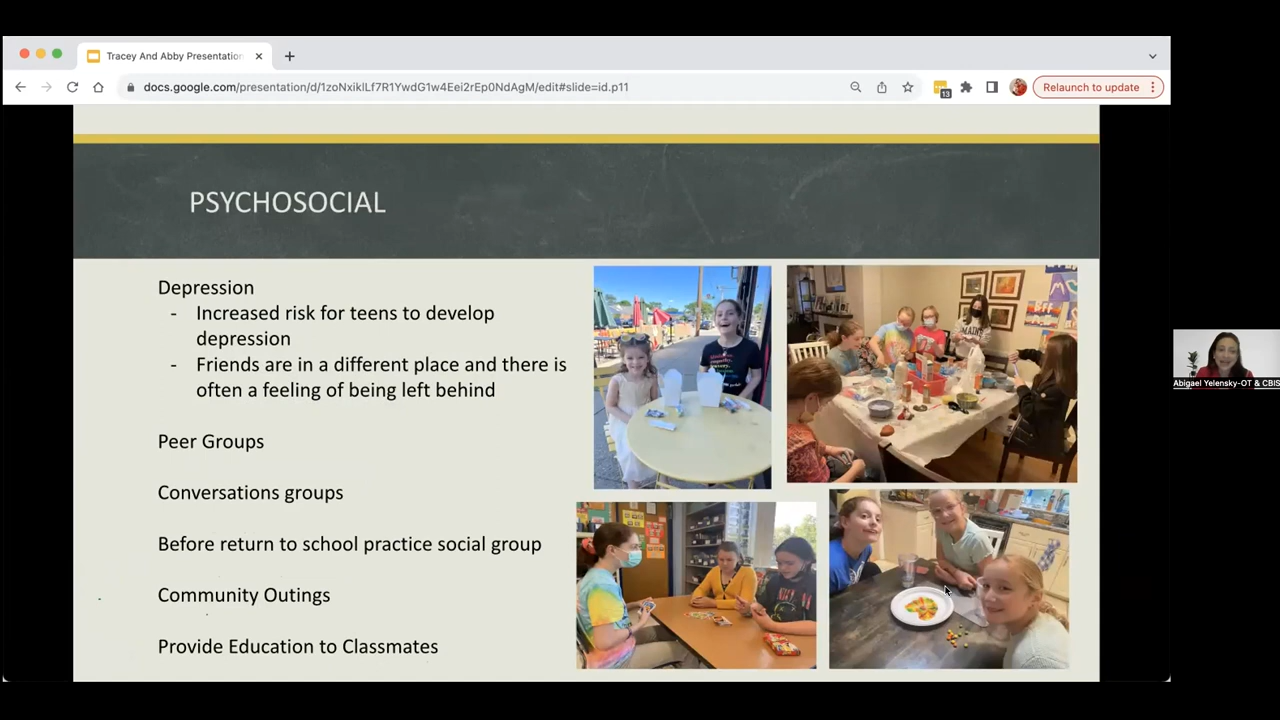 Tracey And Abby Presentation
docs.google.com/presentation/d/1zoNxiklLf7R1YwdG1w4Eei2rEp0NdAgM/edit#slide=id.p11
13
Relaunch to update
PSYCHOSOCIAL
Depression
- Increased risk for teens to develop
depression
- Friends are in a different place and there is
often a feeling of being left behind
Peer Groups
Conversations groups
Before return to school practice social group
Community Outings
Provide Education to Classmates
Abigael Yelensky-OT & CBIS